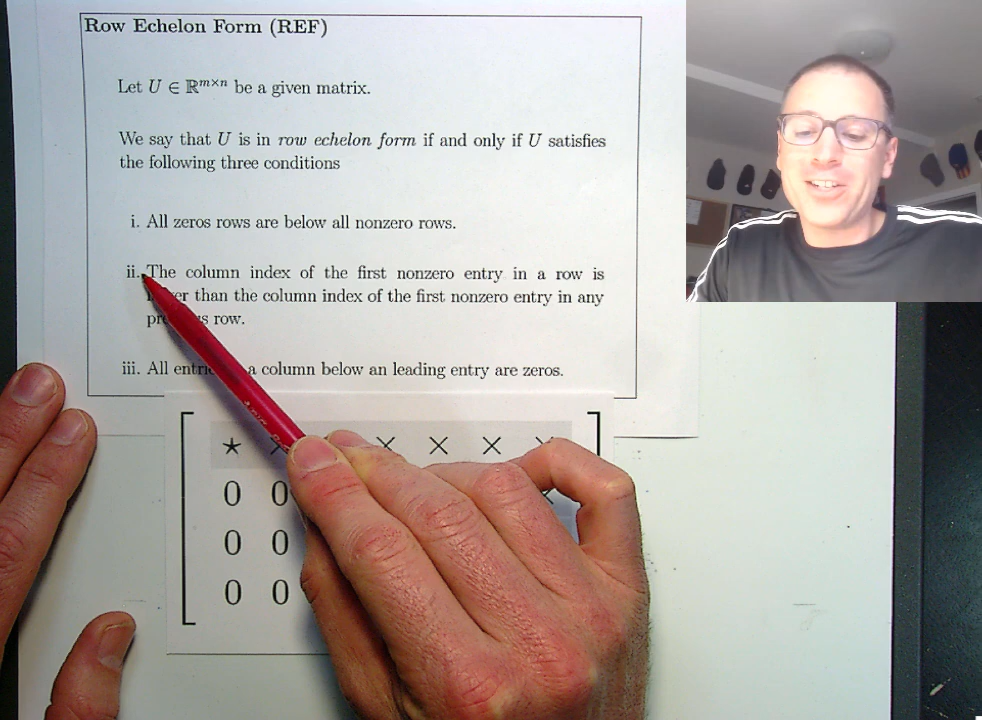 Row Echelon Form (REF)
Let U ∈ ℝᵐˣⁿ be a given matrix.
We say that U is in row echelon form if and only if U satisfies
the following three conditions
i. All zeros rows are below all nonzero rows.
ii. The column index of the first nonzero entry in a row is
than the column index of the first nonzero entry in any
row.
iii. All a column below an leading entry are zeros.
⋆ × × × × ×
0 0
0 0
0 0